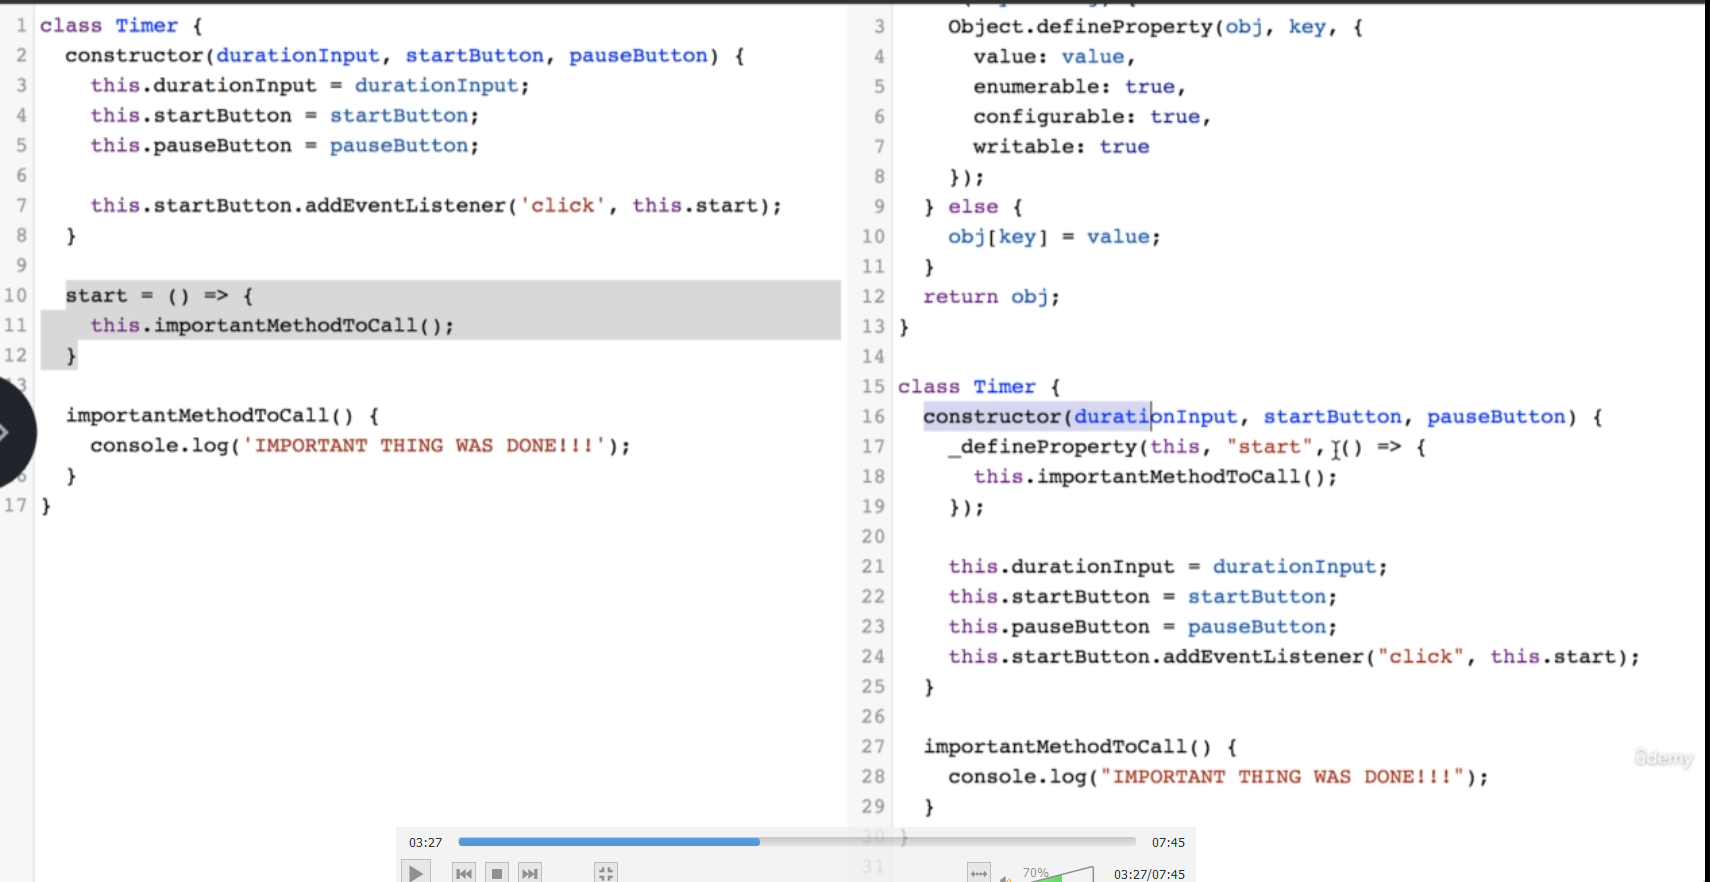 1 class Timer {
2 constructor(durationInput, startButton, pauseButton) {
3 this.durationInput = durationInput;
4 this.startButton = startButton;
5 this.pauseButton = pauseButton;
6
7 this.startButton.addEventListener('click', this.start);
8 }
9
10 start = () => {
11 this.importantMethodToCall();
12 }
importantMethodToCall() {
console.log('IMPORTANT THING WAS DONE!!!');
}
17 }
3 Object.defineProperty(obj, key, {
4 value: value,
5 enumerable: true,
6 configurable: true,
7 writable: true
8 });
9 } else {
10 obj[key] = value;
11 }
12 return obj;
13 }
14
15 class Timer {
16 constructor(durationInput, startButton, pauseButton) {
17 _defineProperty(this, "start", () => {
18 this.importantMethodToCall();
19 });
20
21 this.durationInput = durationInput;
22 this.startButton = startButton;
23 this.pauseButton = pauseButton;
24 this.startButton.addEventListener("click", this.start);
25 }
26
27 importantMethodToCall() {
28 console.log("IMPORTANT THING WAS DONE!!!");
29 }
30 }
31
ûdemy
03:27
07:45
70%
03:27/07:45